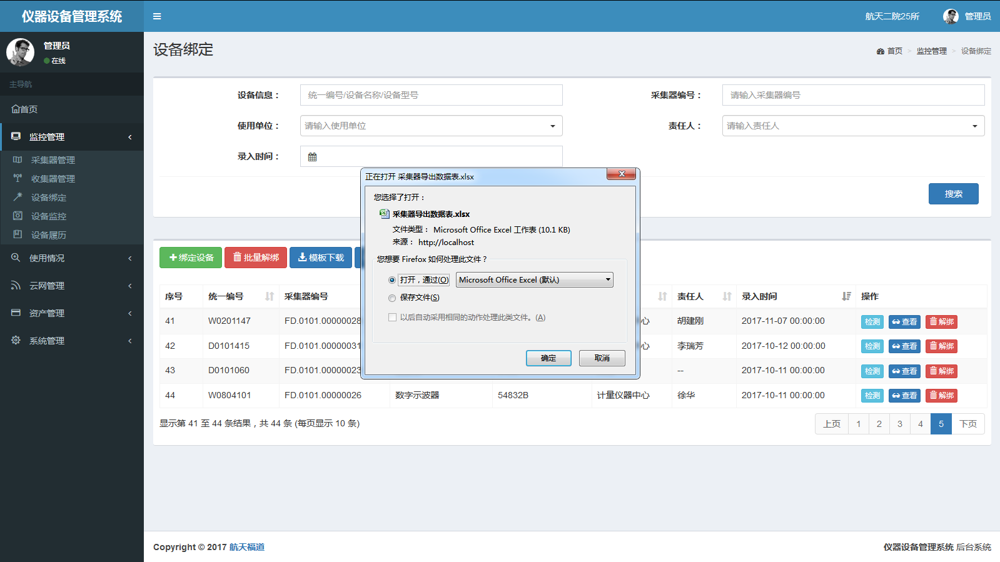 仪器设备管理系统
航天二院25所 管理员
管理员
在线
主导航
首页
监控管理
采集器管理
收集器管理
设备绑定
设备监控
设备履历
使用情况
云网管理
资产管理
系统管理
设备绑定
首页 > 监控管理 > 设备绑定
设备信息： 统一编号/设备名称/设备型号 采集器编号： 请输入采集器编号
使用单位： 请输入使用单位 责任人： 请输入责任人
录入时间：
搜索
绑定设备 批量解绑 模板下载
序号 统一编号 采集器编号 责任人 录入时间 操作
41 W0201147 FD.0101.00000028 心 胡建刚 2017-11-07 00:00:00 检测 查看 解绑
42 D0101415 FD.0101.00000031 心 李瑞芳 2017-10-12 00:00:00 检测 查看 解绑
43 D0101060 FD.0101.00000023 -- 2017-10-11 00:00:00 检测 查看 解绑
44 W0804101 FD.0101.00000026 数字示波器 54832B 计量仪器中心 徐华 2017-10-11 00:00:00 检测 查看 解绑
显示第 41 至 44 条结果，共 44 条 (每页显示 10 条)
上页 1 2 3 4 5 下页
正在打开 采集器导出数据表.xlsx
您选择了打开：
采集器导出数据表.xlsx
文件类型： Microsoft Office Excel 工作表 (10.1 KB)
来源： http://localhost
您想要 Firefox 如何处理此文件？
打开，通过(O) Microsoft Office Excel (默认)
保存文件(S)
以后自动采用相同的动作处理此类文件。(A)
确定 取消
Copyright © 2017 航天福道
仪器设备管理系统 后台系统